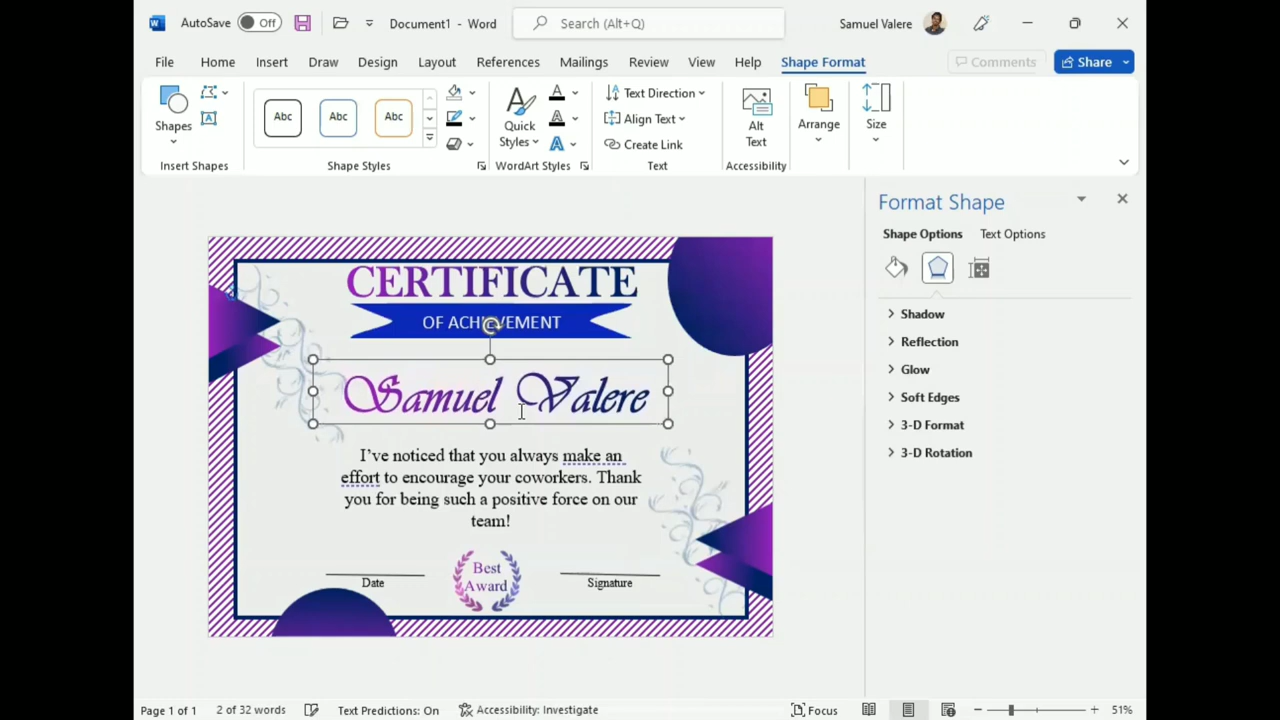 AutoSave Off Document1 - Word Search (Alt+Q) Samuel Valere
File Home Insert Draw Design Layout References Mailings Review View Help Shape Format Comments Share
Shapes
Insert Shapes
Abc Abc Abc
Shape Styles
Quick Styles
A A A
WordArt Styles
Text Direction
Align Text
Create Link
Text
Alt Text
Accessibility
Arrange
Size
CERTIFICATE
OF ACHIEVEMENT
Samuel Valere
I’ve noticed that you always make an
effort to encourage your coworkers. Thank
you for being such a positive force on our
team!
Date
Best
Award
Signature
Format Shape
Shape Options Text Options
Shadow
Reflection
Glow
Soft Edges
3-D Format
3-D Rotation
Page 1 of 1 2 of 32 words Text Predictions: On Accessibility: Investigate Focus 51%